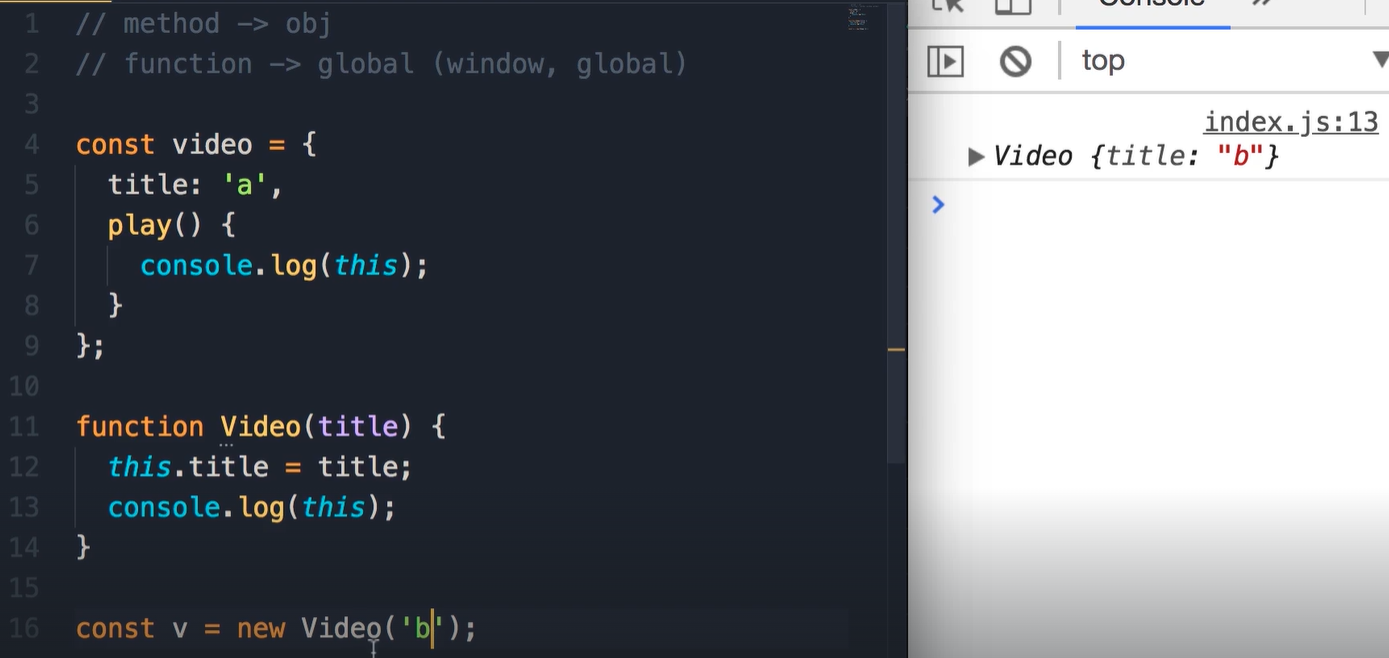 1 // method -> obj
2 // function -> global (window, global)
3
4 const video = {
5 title: 'a',
6 play() {
7 console.log(this);
8 }
9 };
10
11 function Video(title) {
12 this.title = title;
13 console.log(this);
14 }
15
16 const v = new Video('b');
Console »
top ▼
index.js:13
▶ Video {title: "b"}
>